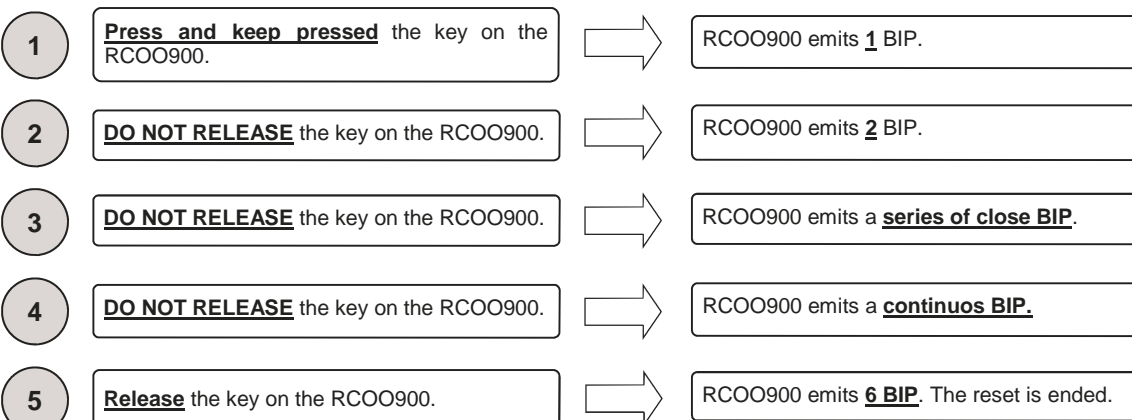 1
Press and keep pressed the key on the
RCOO900.
RCOO900 emits 1 BIP.
2
DO NOT RELEASE the key on the RCOO900.
RCOO900 emits 2 BIP.
3
DO NOT RELEASE the key on the RCOO900.
RCOO900 emits a series of close BIP.
4
DO NOT RELEASE the key on the RCOO900.
RCOO900 emits a continuos BIP.
5
Release the key on the RCOO900.
RCOO900 emits 6 BIP. The reset is ended.